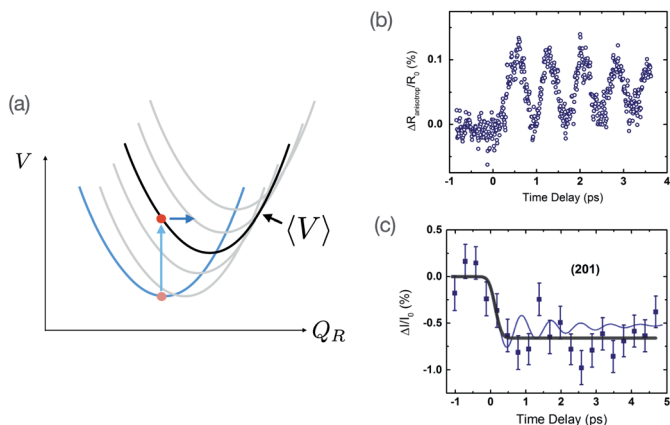 (a)
V
⟨V⟩
Q_R
(b)
ΔR_anisotrop/R_0 (%)
0.1
0.0
-1 0 1 2 3 4
Time Delay (ps)
(c)
ΔI/I_0 (%)
0.5
0.0
-0.5
-1.0
(201)
-1 0 1 2 3 4 5
Time Delay (ps)